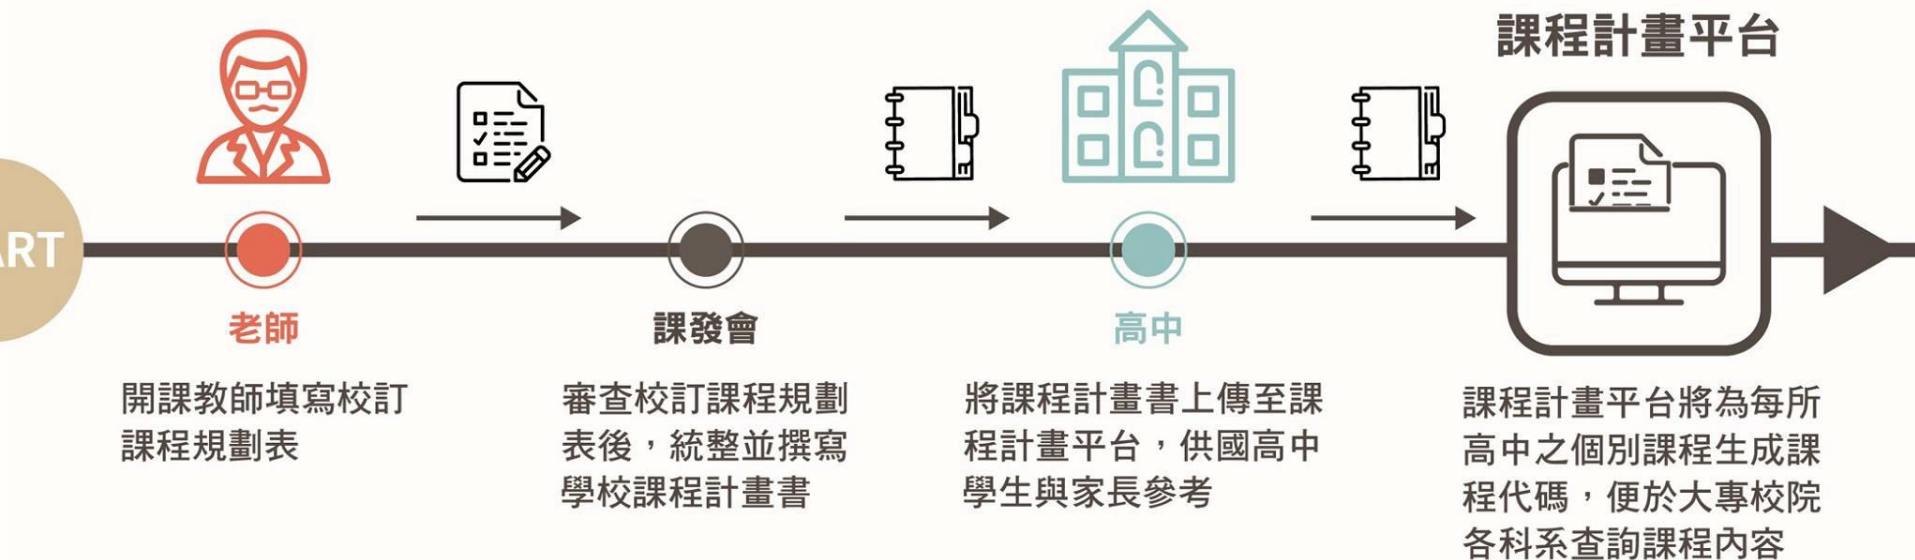 課程計畫平台
ART
老師
開課教師填寫校訂
課程規劃表
課發會
審查校訂課程規劃
表後，統整並撰寫
學校課程計畫書
高中
將課程計畫書上傳至課
程計畫平台，供國高中
學生與家長參考
課程計畫平台將為每所
高中之個別課程生成課
程代碼，便於大專校院
各科系查詢課程內容